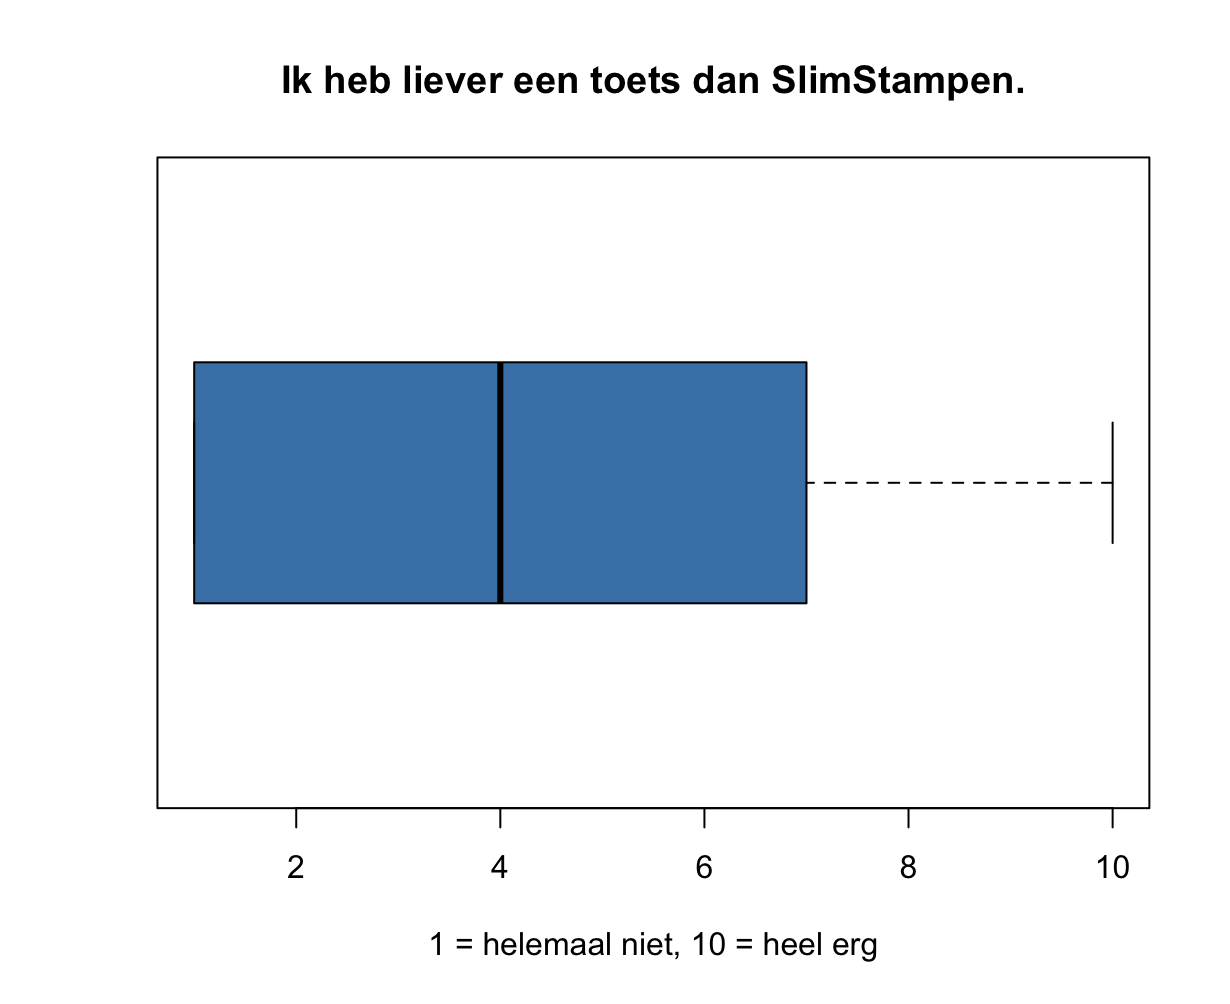 Ik heb liever een toets dan SlimStampen.
2 4 6 8 10
1 = helemaal niet, 10 = heel erg